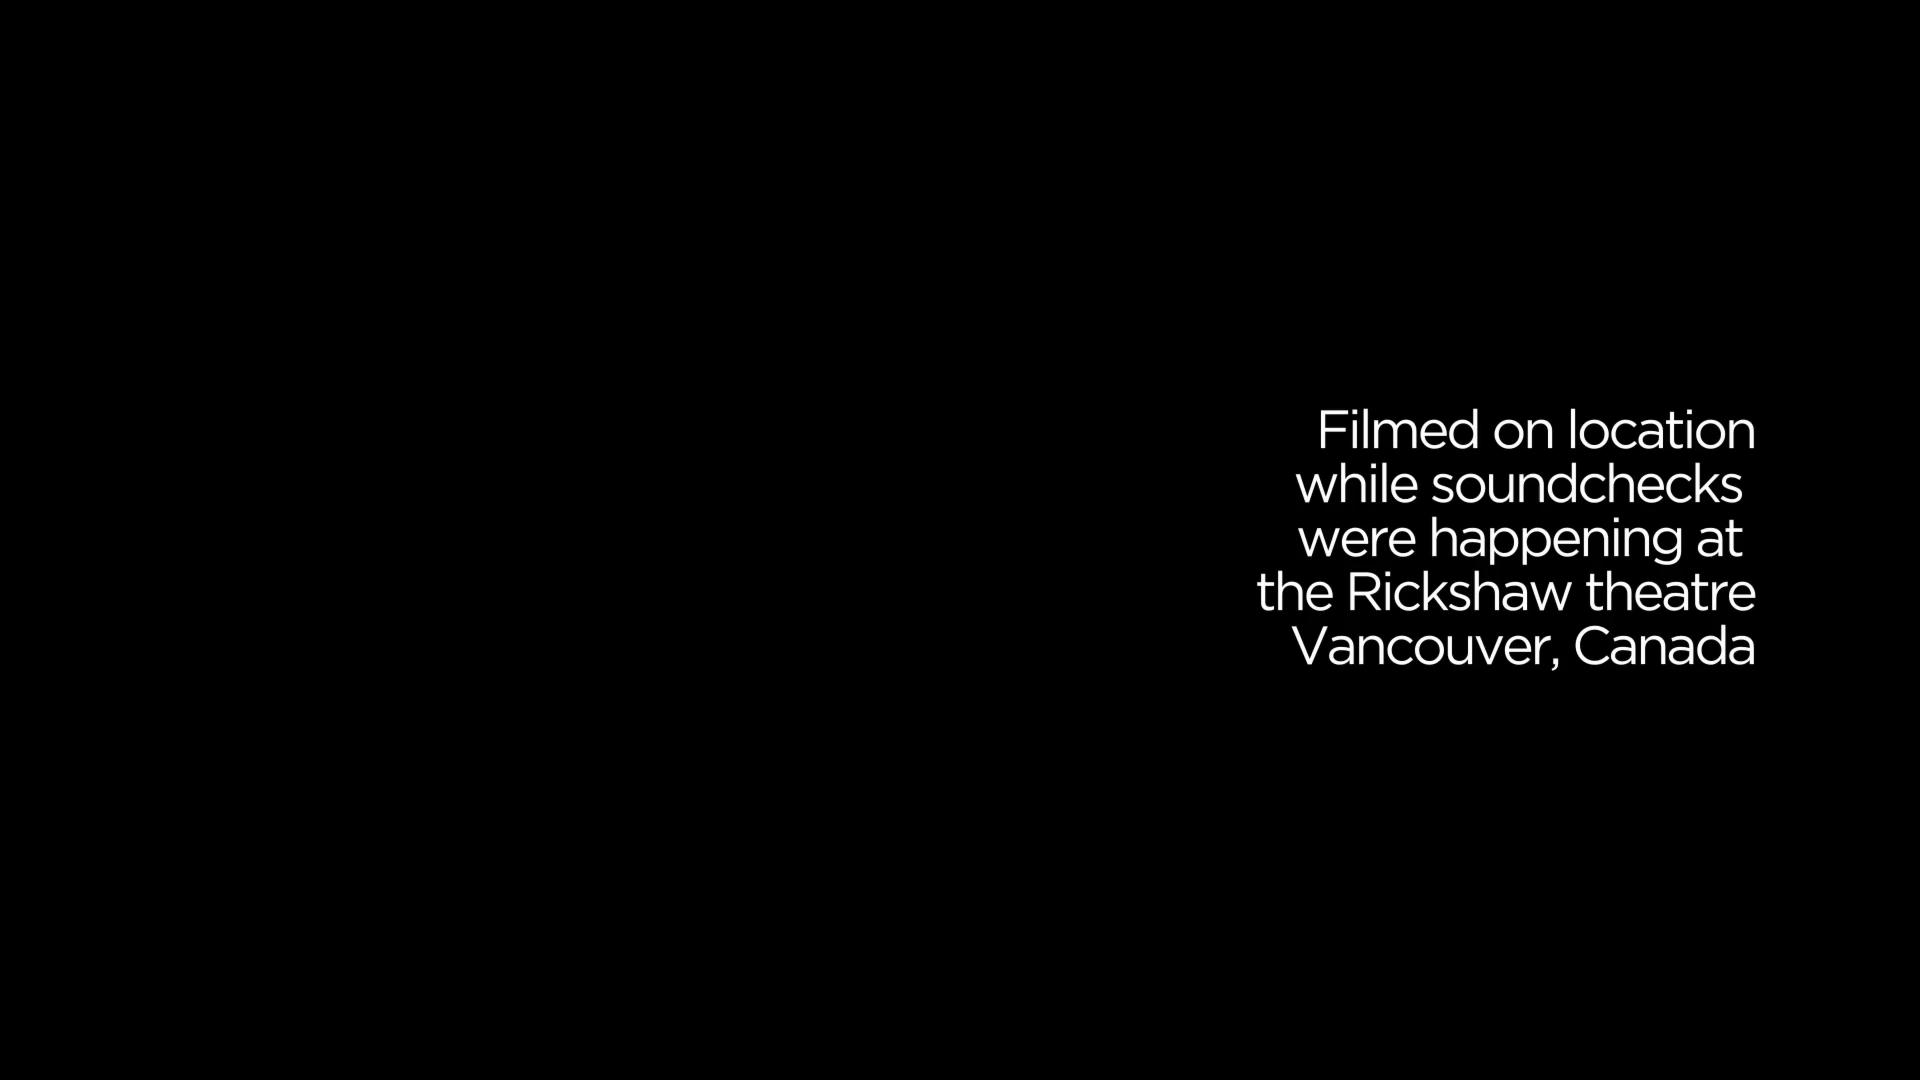 Filmed on location
while soundchecks
were happening at
the Rickshaw theatre
Vancouver, Canada